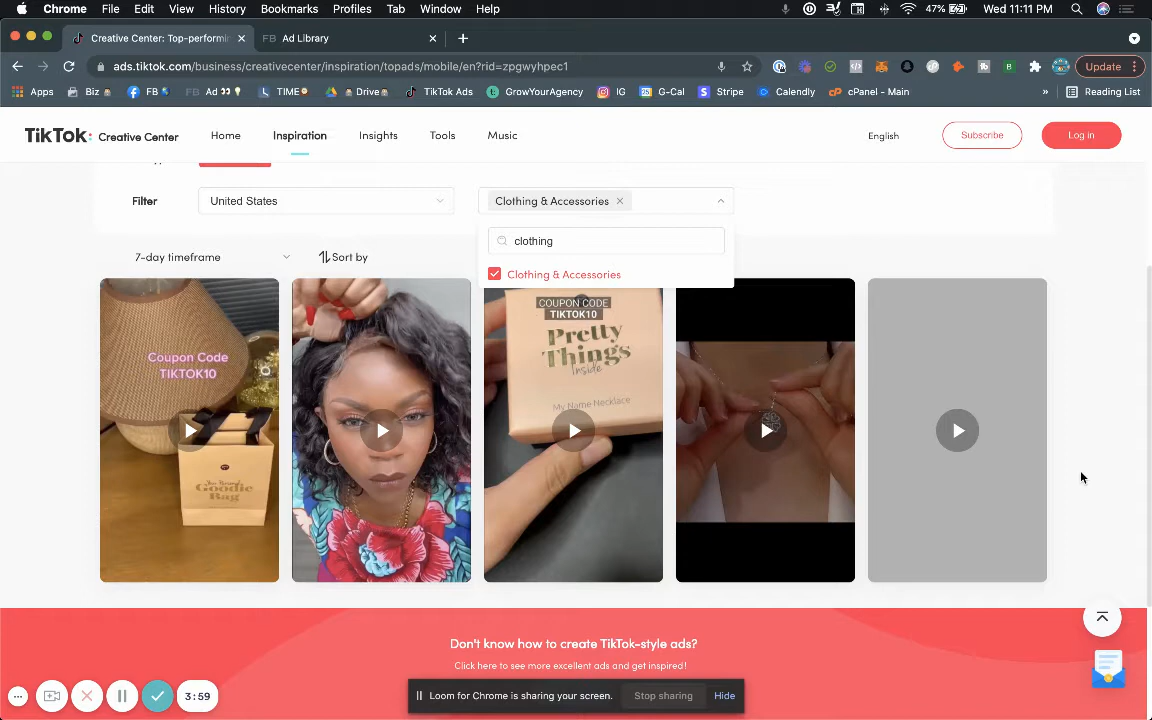 Chrome File Edit View History Bookmarks Profiles Tab Window Help 47% Wed 11:11 PM
Creative Center: Top-performin FB Ad Library
ads.tiktok.com/business/creativecenter/inspiration/topads/mobile/en?rid=zpgwyhpec1 Update
Apps Biz FB Ad TIME Drive TikTok Ads GrowYourAgency IG G-Cal Stripe Calendly cPanel - Main » Reading List
TikTok: Creative Center Home Inspiration Insights Tools Music English Subscribe Log in
Filter United States Clothing & Accessories
clothing
7-day timeframe Sort by
Clothing & Accessories
COUPON CODE
TIKTOK10
Pretty
Things
Inside
My Name Necklace
Coupon Code
TIKTOK10
Goodie
Bag
Don't know how to create TikTok-style ads?
Click here to see more excellent ads and get inspired!
3:59
Loom for Chrome is sharing your screen. Stop sharing Hide